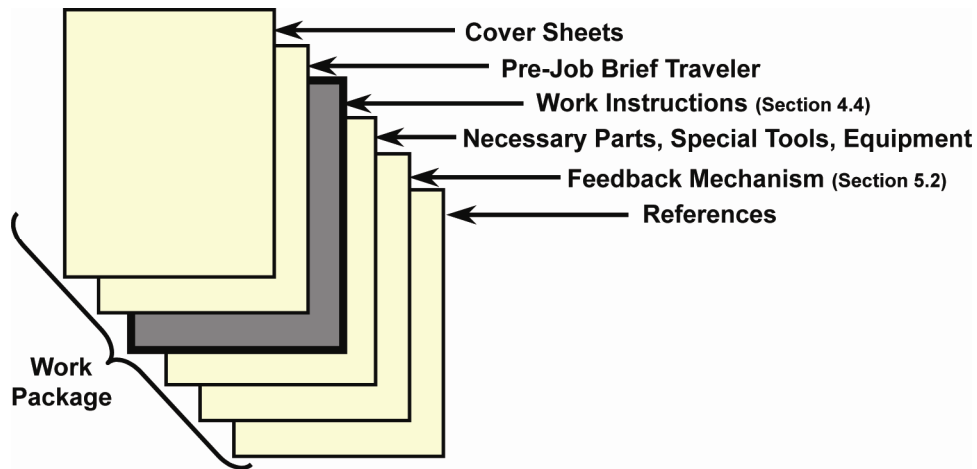 Cover Sheets
Pre-Job Brief Traveler
Work Instructions (Section 4.4)
Necessary Parts, Special Tools, Equipment
Feedback Mechanism (Section 5.2)
References
Work
Package